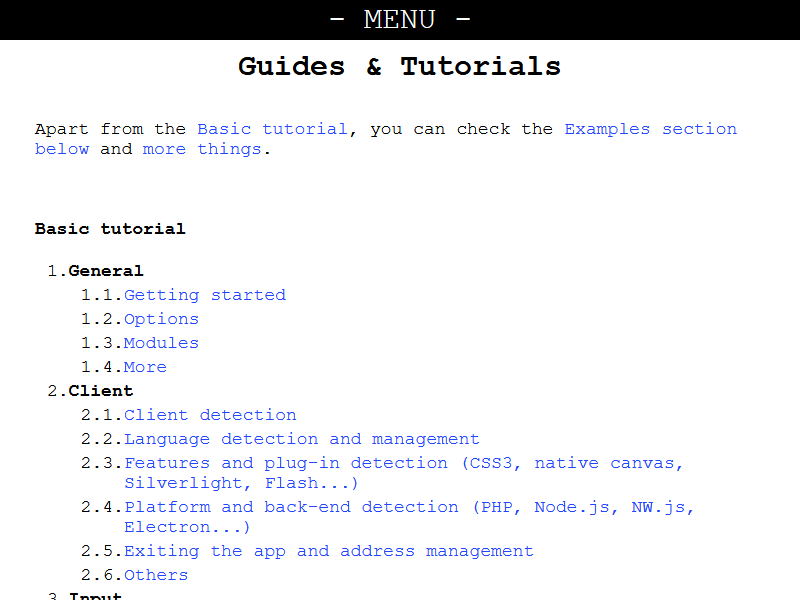 - MENU -
Guides & Tutorials
Apart from the Basic tutorial, you can check the Examples section
below and more things.
Basic tutorial
1.General
1.1.Getting started
1.2.Options
1.3.Modules
1.4.More
2.Client
2.1.Client detection
2.2.Language detection and management
2.3.Features and plug-in detection (CSS3, native canvas,
Silverlight, Flash...)
2.4.Platform and back-end detection (PHP, Node.js, NW.js,
Electron...)
2.5.Exiting the app and address management
2.6.Others
3.Input